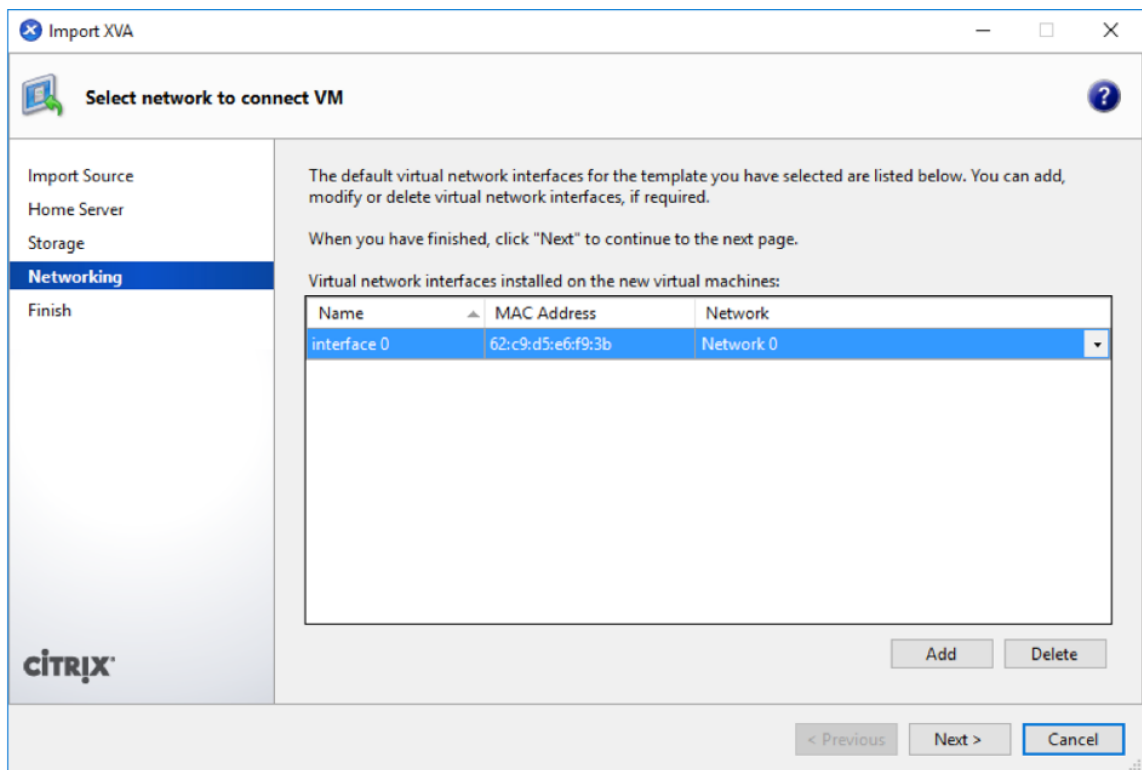 Import XVA
Select network to connect VM
?
Import Source
Home Server
Storage
Networking
Finish
The default virtual network interfaces for the template you have selected are listed below. You can add,
modify or delete virtual network interfaces, if required.
When you have finished, click "Next" to continue to the next page.
Virtual network interfaces installed on the new virtual machines:
Name MAC Address Network
interface 0 62:c9:d5:e6:f9:3b Network 0
Add Delete
CITRIX
< Previous Next > Cancel